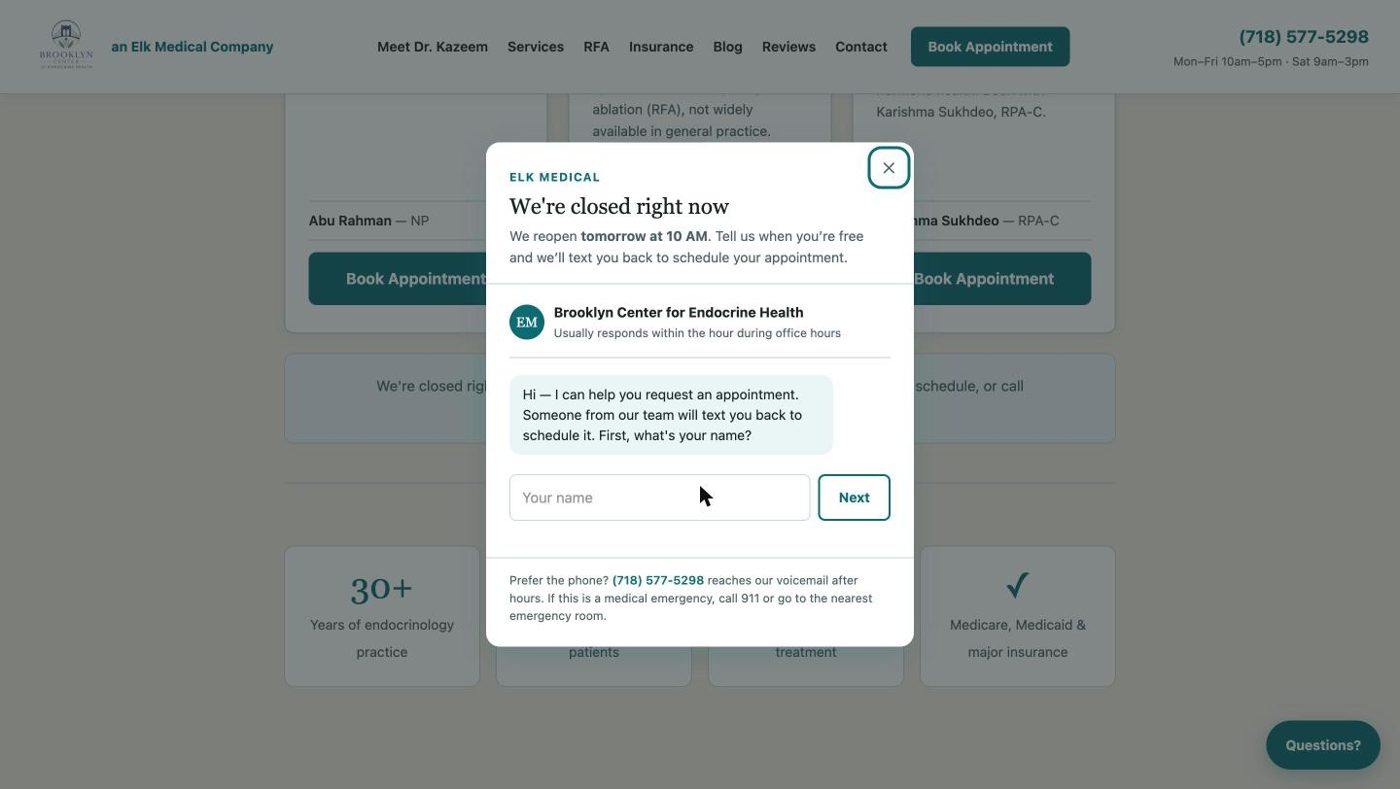 BROOKLYN
CENTER
an Elk Medical Company
Meet Dr. Kazeem
Services
RFA
Insurance
Blog
Reviews
Contact
Book Appointment
(718) 577-5298
Mon–Fri 10am–5pm · Sat 9am–3pm
ablation (RFA), not widely
available in general practice.
Karishma Sukhdeo, RPA-C.
Abu Rahman — NP
Sukhdeo — RPA-C
Book Appointment
Book Appointment
We're closed
schedule, or call
ELK MEDICAL
We're closed right now
We reopen tomorrow at 10 AM. Tell us when you're free
and we'll text you back to schedule your appointment.
EM
Brooklyn Center for Endocrine Health
Usually responds within the hour during office hours
Hi — I can help you request an appointment.
Someone from our team will text you back to
schedule it. First, what's your name?
Your name
Next
Prefer the phone? (718) 577-5298 reaches our voicemail after
hours. If this is a medical emergency, call 911 or go to the nearest
emergency room.
30+
Years of endocrinology
practice
patients
treatment
✓
Medicare, Medicaid &
major insurance
Questions?